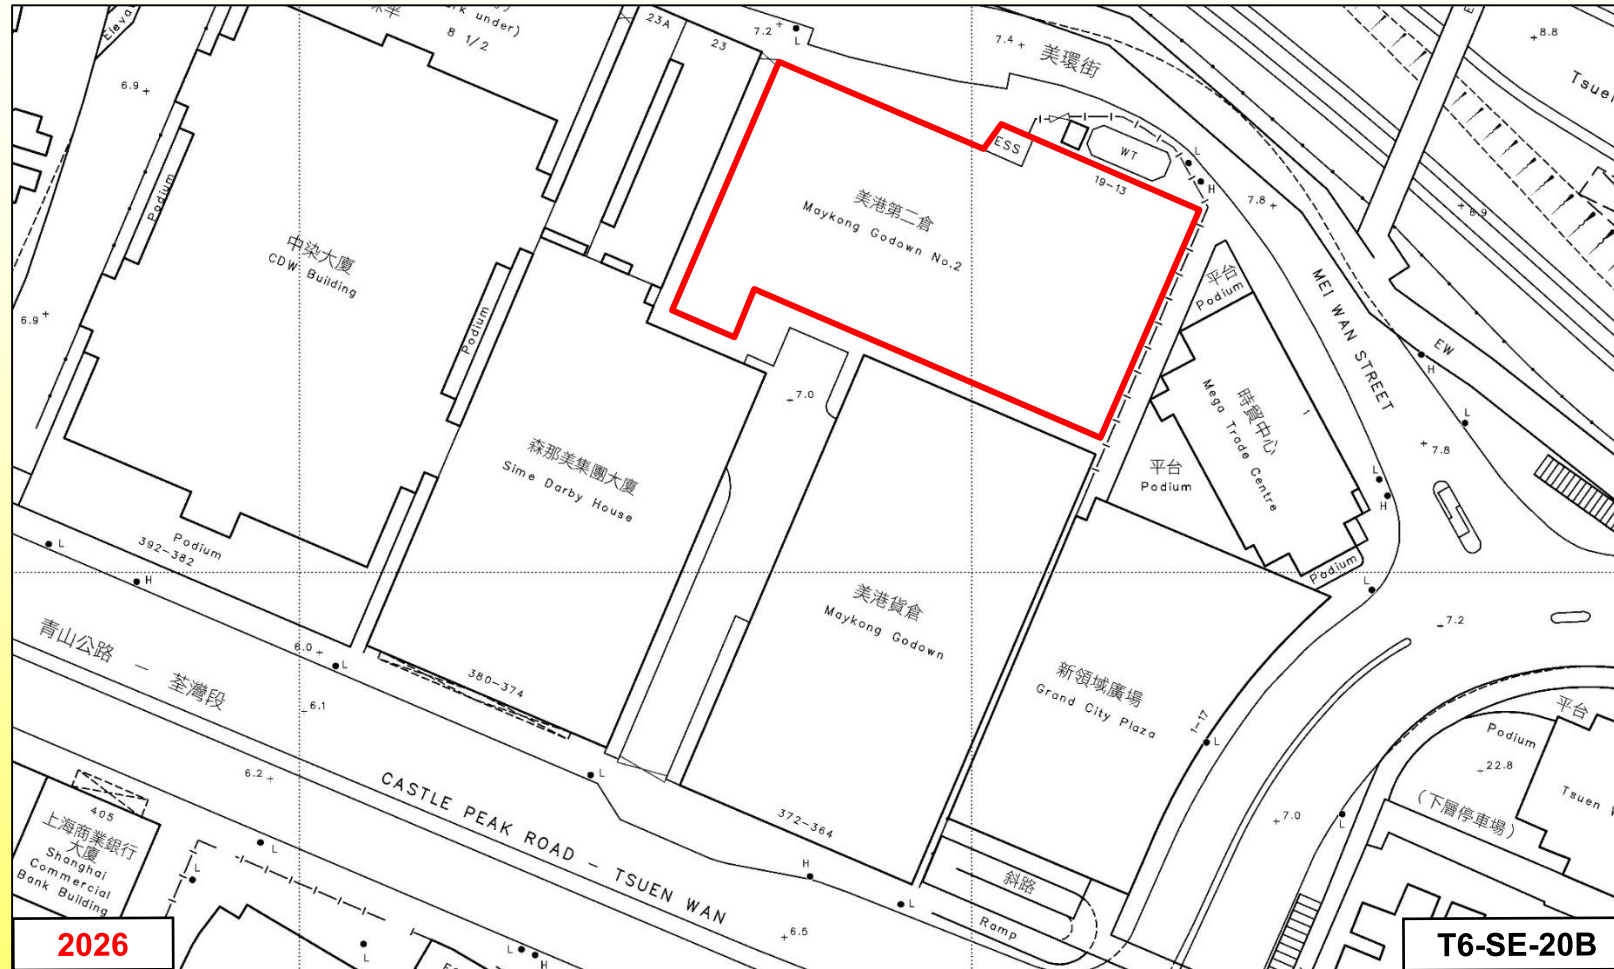 8 1/2
23A
23
7.2
L
7.4
美環街
8.8
6.9
ESS
WT
L
H
19-13
7.8
6.9
Podium
美港第二倉
Maykong Godown No.2
中染大廈
CDW Building
平台
Podium
MEI WAN STREET
6.9
Podium
EW
H
L
7.0
時貿中心
Mega Trade Centre
1
7.8
森那美集團大廈
Sime Darby House
平台
Podium
L
H
Podium
392-382
L
H
Podium
L
美港貨倉
Maykong Godown
7.2
青山公路 － 荃灣段
6.0
L
380-374
新領域廣場
Grand City Plaza
1-17
L
6.1
平台
Podium
22.8
6.2
L
CASTLE PEAK ROAD - TSUEN WAN
405
上海商業銀行
大廈
Shanghai
Commercial
Bank Building
372-364
7.0
L
(下層停車場)
L
L
H
斜路
Ramp
L
6.5
L
L
H
2026
T6-SE-20B